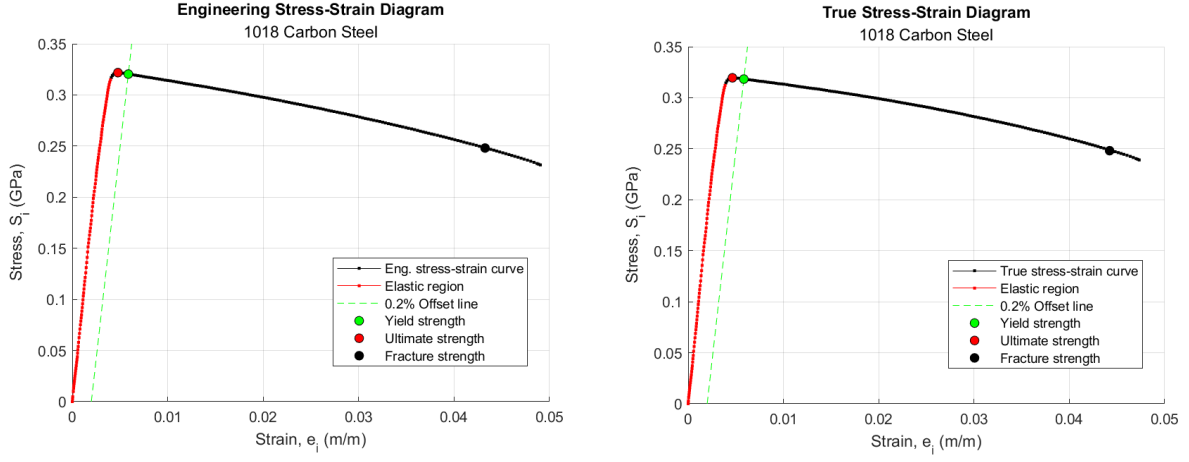 Engineering Stress-Strain Diagram
1018 Carbon Steel
0.35
0.3
0.25
0.2
0.15
0.1
0.05
0
Stress, S_i (GPa)
Eng. stress-strain curve
Elastic region
0.2% Offset line
Yield strength
Ultimate strength
Fracture strength
0 0.01 0.02 0.03 0.04 0.05
Strain, e_i (m/m)
True Stress-Strain Diagram
1018 Carbon Steel
0.35
0.3
0.25
0.2
0.15
0.1
0.05
0
Stress, S_i (GPa)
True stress-strain curve
Elastic region
0.2% Offset line
Yield strength
Ultimate strength
Fracture strength
0 0.01 0.02 0.03 0.04 0.05
Strain, e_i (m/m)